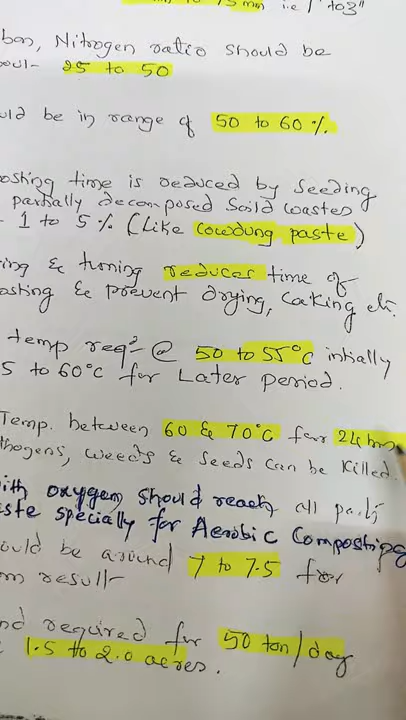 75 mm i.e 1" to 3"
bon, Nitrogen ratio should be
25 to 50
uld be in range of 50 to 60 %.
osting time is reduced by seeding
partially decomposed Solid wastes
1 to 5 % (Like cowdung paste)
ing & turning reduces time of
osting & prevent drying, caking etc.
temp req^d @ 50 to 55°C initially
5 to 60°C for Later period.
Temp. between 60 & 70°C for 24 hrs
thogens, weeds & seeds can be killed.
ith oxygen should reach all parts
aste specially for Aerobic Composting
ould be around 7 to 7.5 for
m result
nd required for 50 ton/day
1.5 to 2.0 acres.